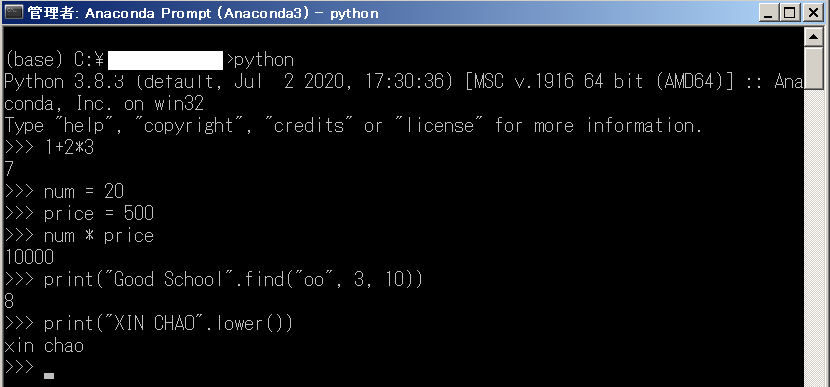 管理者: Anaconda Prompt (Anaconda3) - python
(base) C:¥ >python
Python 3.8.3 (default, Jul  2 2020, 17:30:36) [MSC v.1916 64 bit (AMD64)] :: Ana
conda, Inc. on win32
Type "help", "copyright", "credits" or "license" for more information.
>>> 1+2*3
7
>>> num = 20
>>> price = 500
>>> num * price
10000
>>> print("Good School".find("oo", 3, 10))
8
>>> print("XIN CHAO".lower())
xin chao
>>>